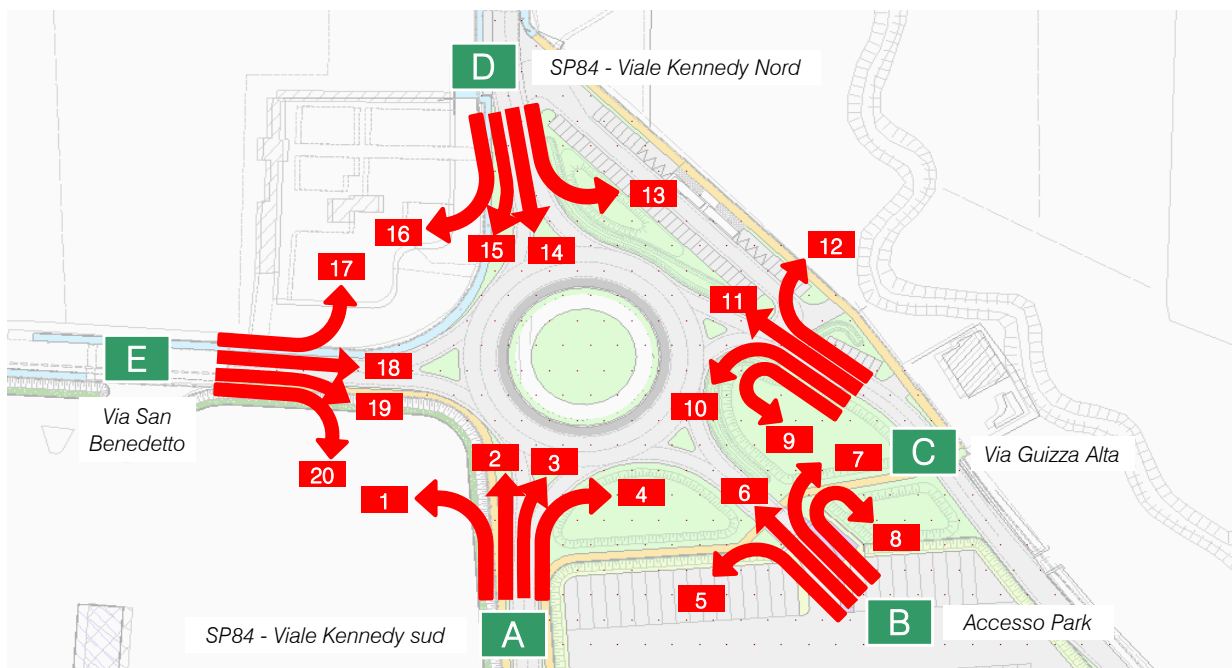 D
SP84 - Viale Kennedy Nord
13
16
15
14
12
17
11
E
18
19
10
Via San
Benedetto
9
7
C
Via Guizza Alta
20
2
3
1
4
6
8
5
SP84 - Viale Kennedy sud
A
B
Accesso Park